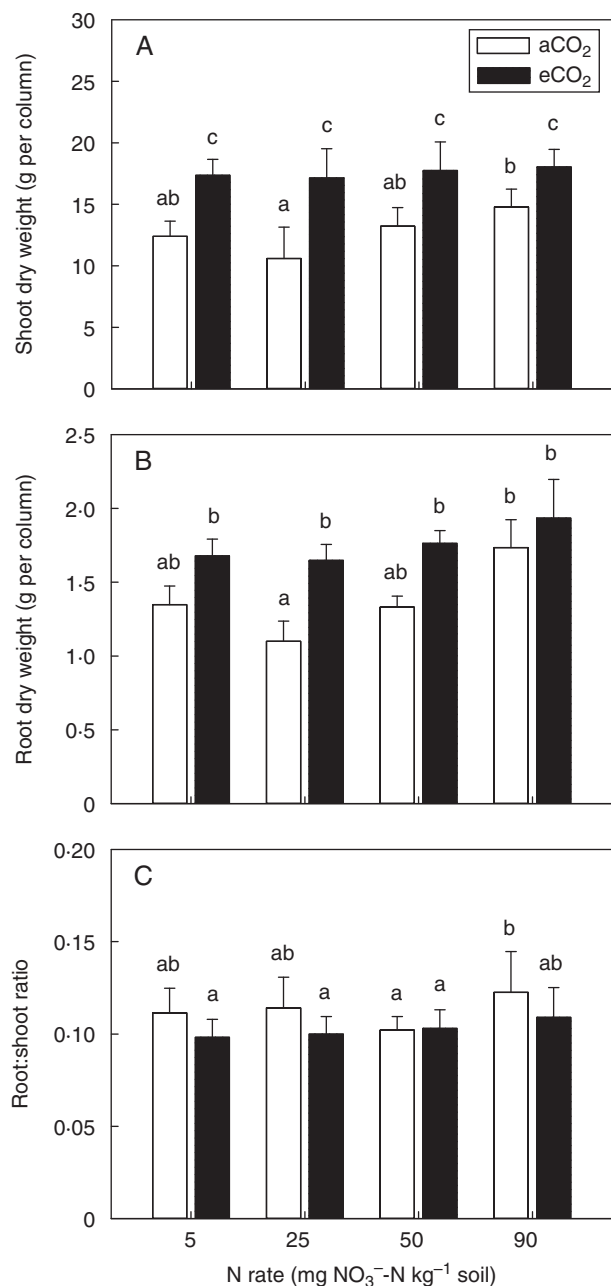 A
aCO₂
eCO₂
30
25
20
15
10
5
0
Shoot dry weight (g per column)
ab c a c ab c b c
B
2·5
2·0
1·5
1·0
0·5
0
Root dry weight (g per column)
ab b a b ab b b b
C
0·20
0·15
0·10
0·05
0
Root:shoot ratio
ab a ab a a a b ab
5 25 50 90
N rate (mg NO₃⁻-N kg⁻¹ soil)